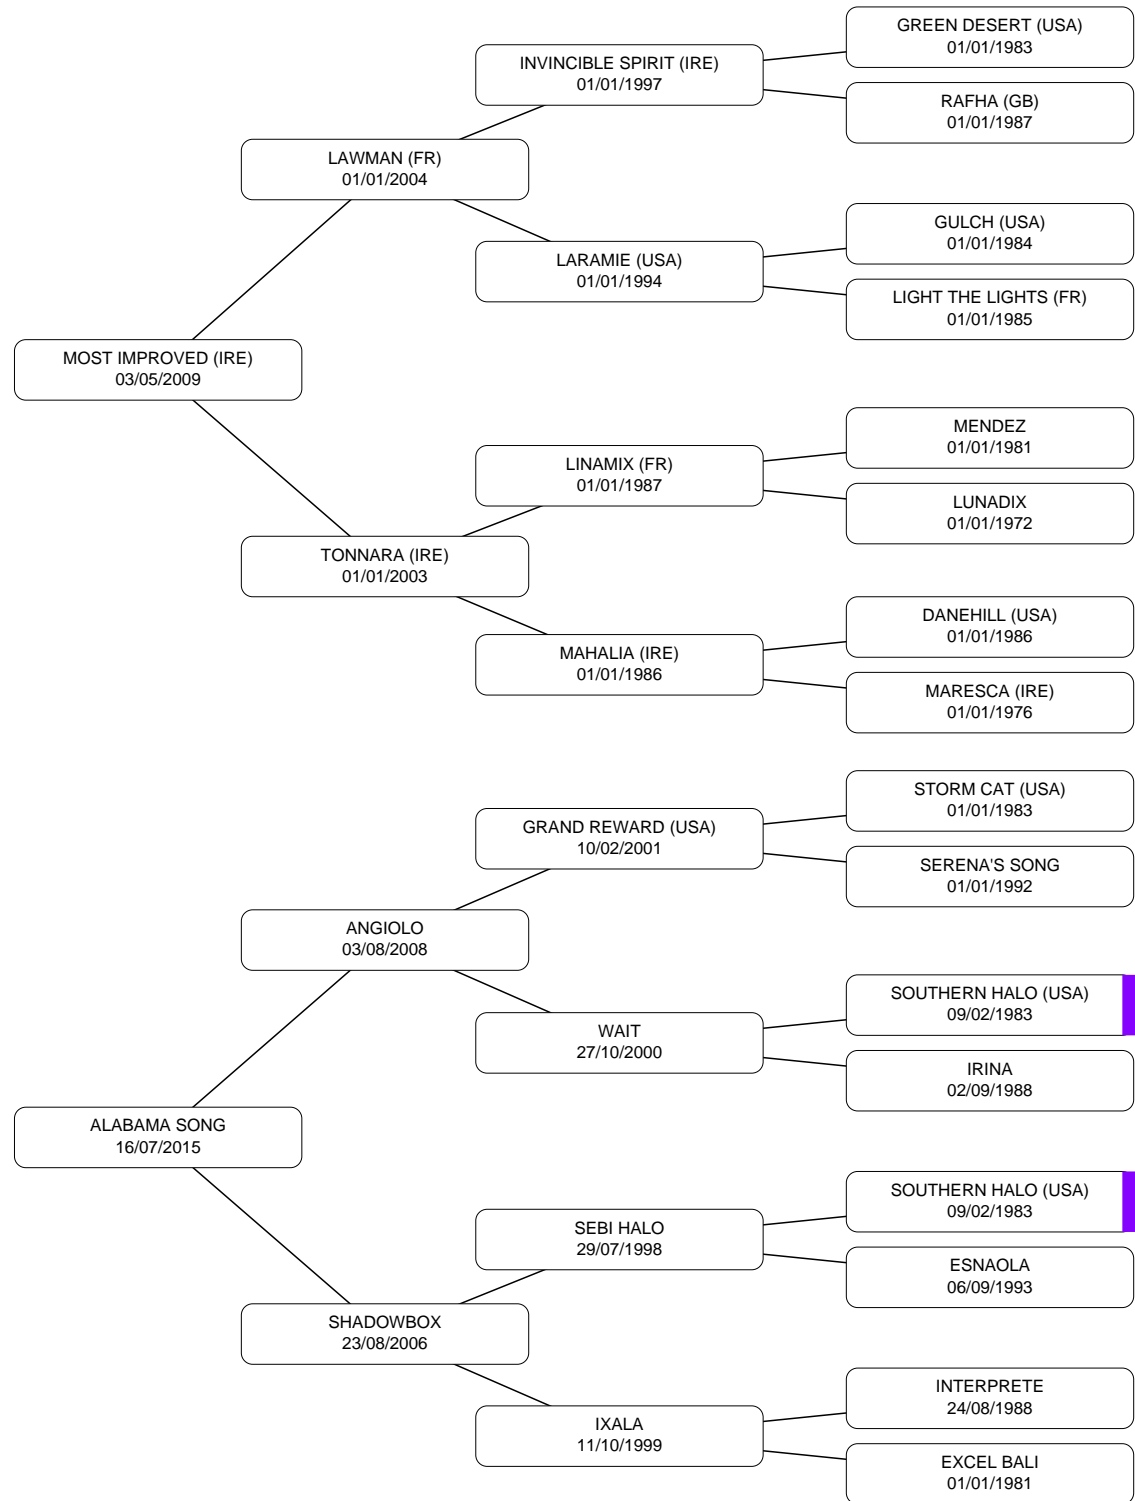 GREEN DESERT (USA)
01/01/1983
INVINCIBLE SPIRIT (IRE)
01/01/1997
RAFHA (GB)
01/01/1987
LAWMAN (FR)
01/01/2004
GULCH (USA)
01/01/1984
LARAMIE (USA)
01/01/1994
LIGHT THE LIGHTS (FR)
01/01/1985
MOST IMPROVED (IRE)
03/05/2009
MENDEZ
01/01/1981
LINAMIX (FR)
01/01/1987
LUNADIX
01/01/1972
TONNARA (IRE)
01/01/2003
DANEHILL (USA)
01/01/1986
MAHALIA (IRE)
01/01/1986
MARESCA (IRE)
01/01/1976
STORM CAT (USA)
01/01/1983
GRAND REWARD (USA)
10/02/2001
SERENA'S SONG
01/01/1992
ANGIOLO
03/08/2008
SOUTHERN HALO (USA)
09/02/1983
WAIT
27/10/2000
IRINA
02/09/1988
ALABAMA SONG
16/07/2015
SOUTHERN HALO (USA)
09/02/1983
SEBI HALO
29/07/1998
ESNAOLA
06/09/1993
SHADOWBOX
23/08/2006
INTERPRETE
24/08/1988
IXALA
11/10/1999
EXCEL BALI
01/01/1981